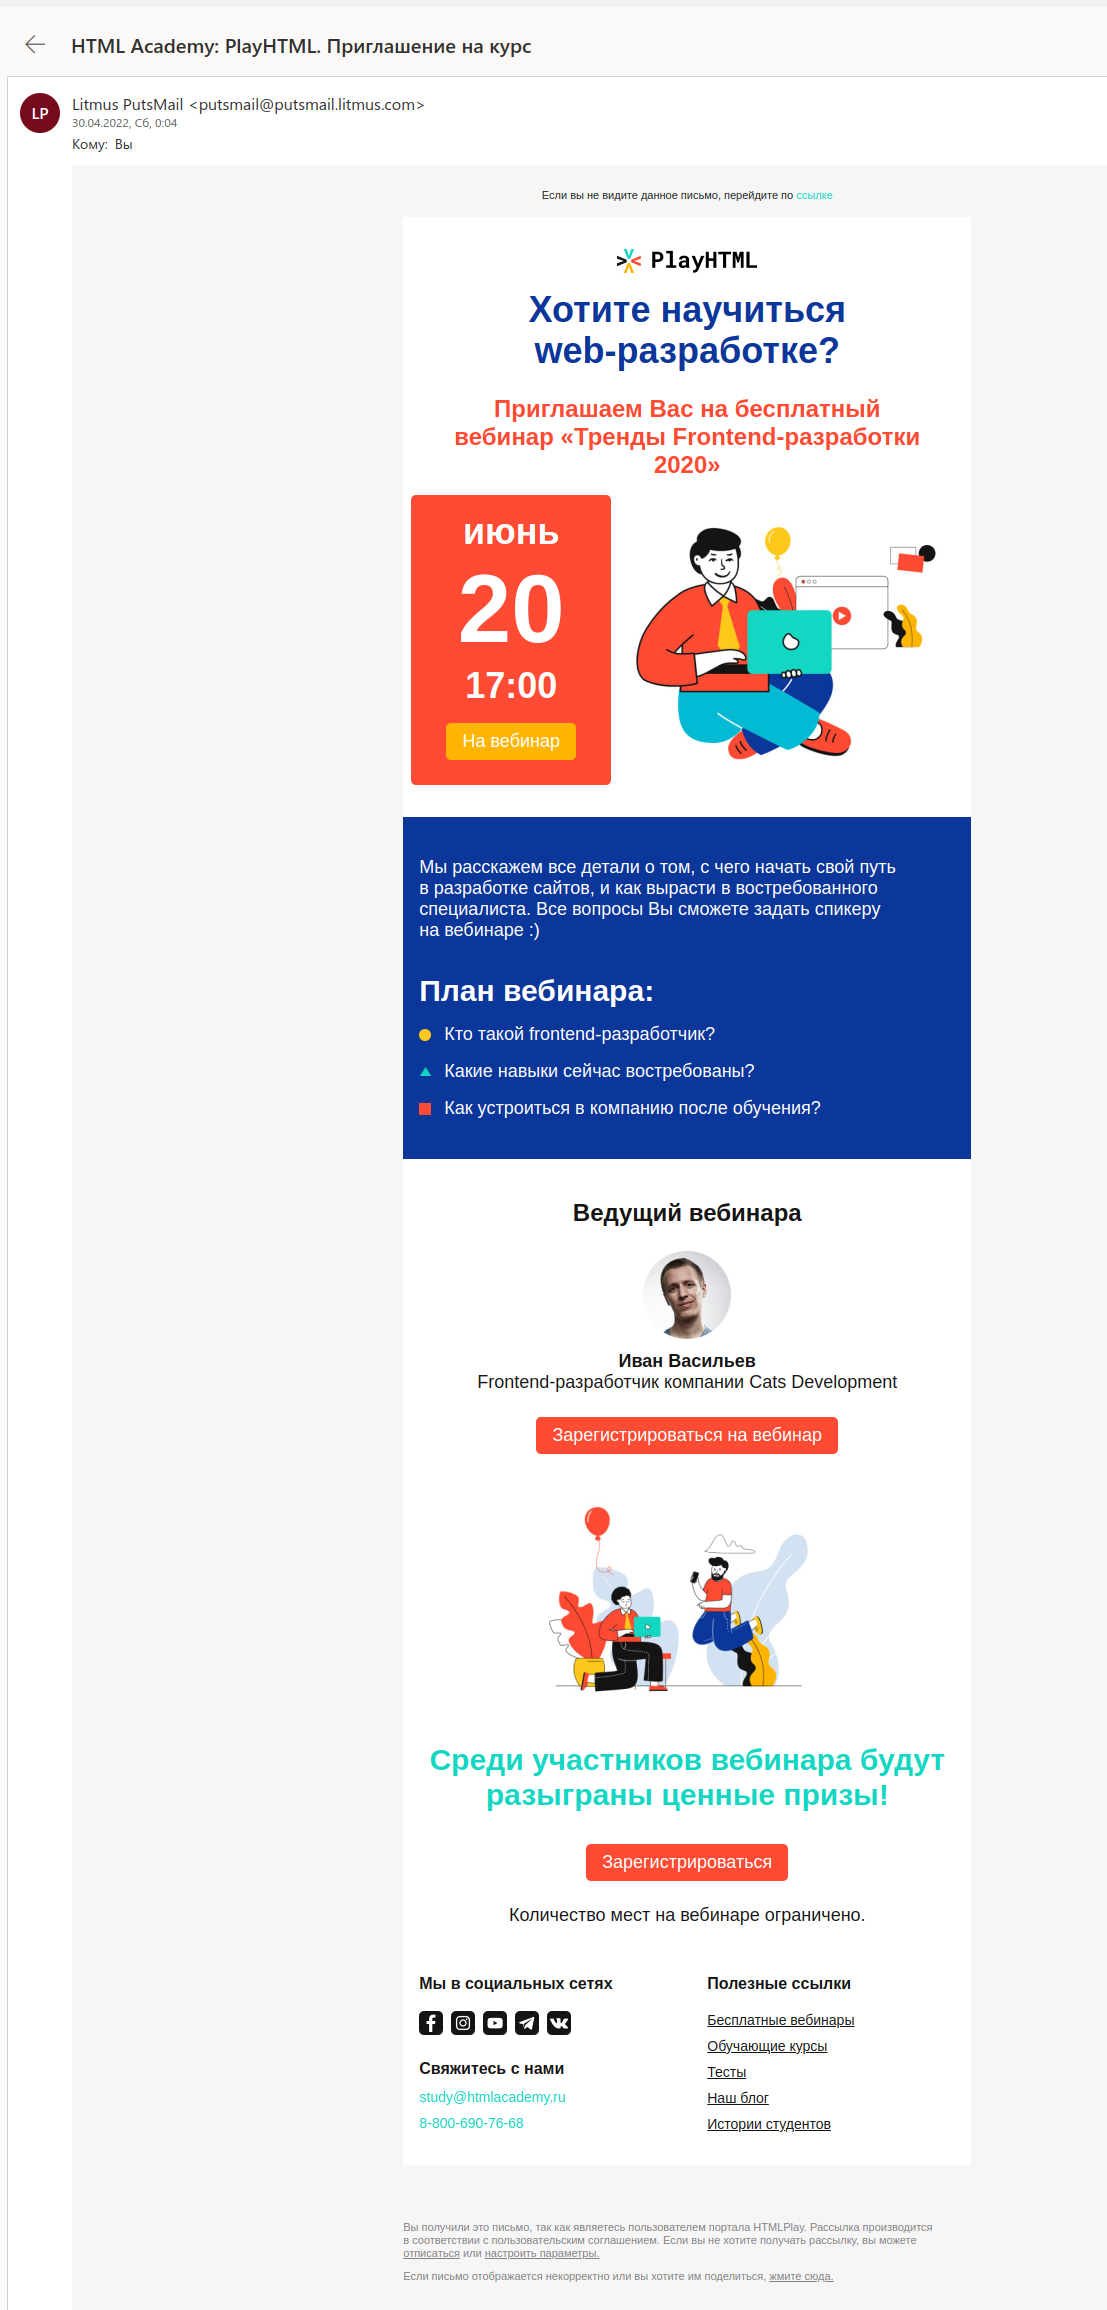 HTML Academy: PlayHTML. Приглашение на курс
LP
Litmus PutsMail <putsmail@putsmail.litmus.com>
30.04.2022, Сб, 0:04
Кому: Вы
Если вы не видите данное письмо, перейдите по ссылке
PlayHTML
Хотите научиться
web-разработке?
Приглашаем Вас на бесплатный
вебинар «Тренды Frontend-разработки
2020»
июнь
20
17:00
На вебинар
Мы расскажем все детали о том, с чего начать свой путь
в разработке сайтов, и как вырасти в востребованного
специалиста. Все вопросы Вы сможете задать спикеру
на вебинаре :)
План вебинара:
Кто такой frontend-разработчик?
Какие навыки сейчас востребованы?
Как устроиться в компанию после обучения?
Ведущий вебинара
Иван Васильев
Frontend-разработчик компании Cats Development
Зарегистрироваться на вебинар
Среди участников вебинара будут
разыграны ценные призы!
Зарегистрироваться
Количество мест на вебинаре ограничено.
Мы в социальных сетях
Свяжитесь с нами
study@htmlacademy.ru
8-800-690-76-68
Полезные ссылки
Бесплатные вебинары
Обучающие курсы
Тесты
Наш блог
Истории студентов
Вы получили это письмо, так как являетесь пользователем портала HTMLPlay. Рассылка производится
в соответствии с пользовательским соглашением. Если вы не хотите получать рассылку, вы можете
отписаться или настроить параметры.
Если письмо отображается некорректно или вы хотите им поделиться, жмите сюда.